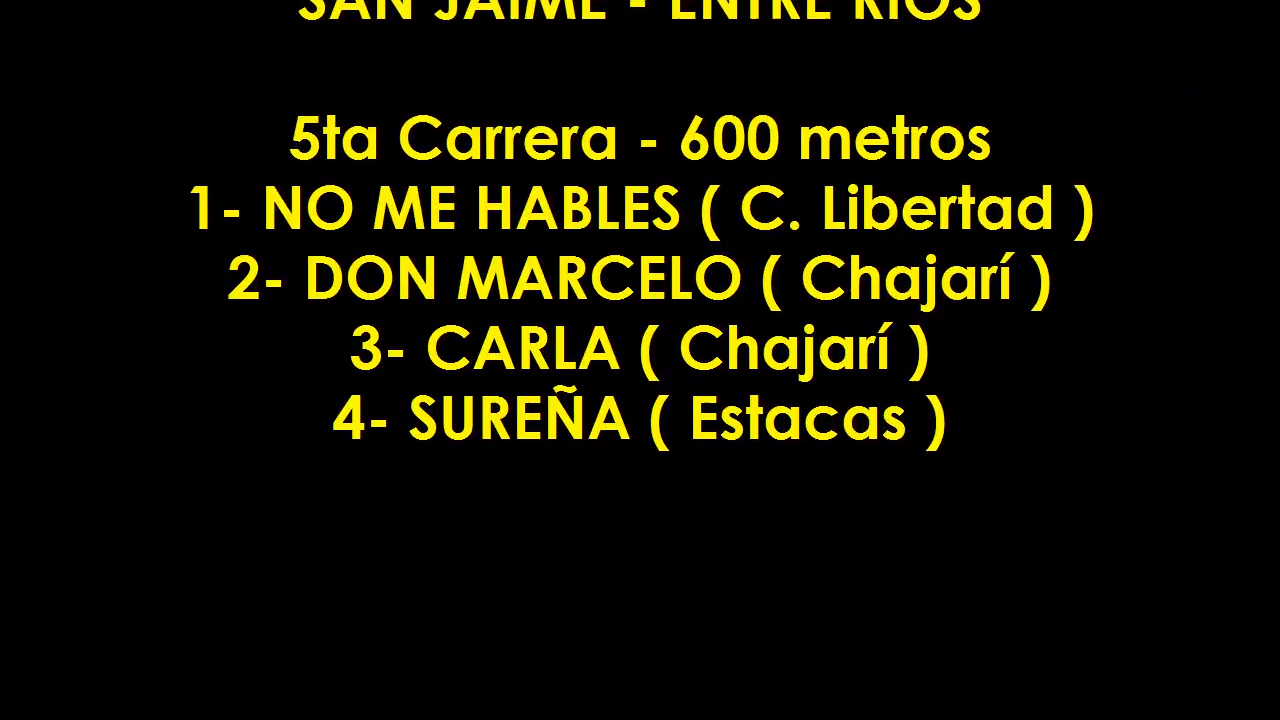 SAN JAIME - ENTRE RIOS
5ta Carrera - 600 metros
1- NO ME HABLES ( C. Libertad )
2- DON MARCELO ( Chajarí )
3- CARLA ( Chajarí )
4- SUREÑA ( Estacas )